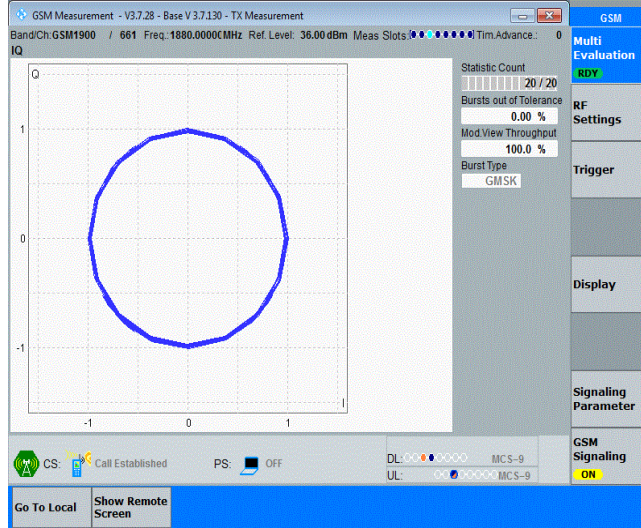 GSM Measurement - V3.7.28 - Base V 3.7.130 - TX Measurement
GSM
Band/Ch:GSM1900 / 661 Freq.:1880.00000MHz Ref. Level: 36.00 dBm Meas Slots: Tim.Advance.: 0
IQ
Multi
Evaluation
RDY
Q
Statistic Count
20 / 20
Bursts out of Tolerance
0.00 %
Mod.View Throughput
100.0 %
Burst Type
GMSK
1
0
-1
I
-1 0 1
RF
Settings
Trigger
Display
Signaling
Parameter
GSM
Signaling
ON
CS: Call Established PS: OFF
DL: MCS-9
UL: MCS-9
Go To Local
Show Remote
Screen